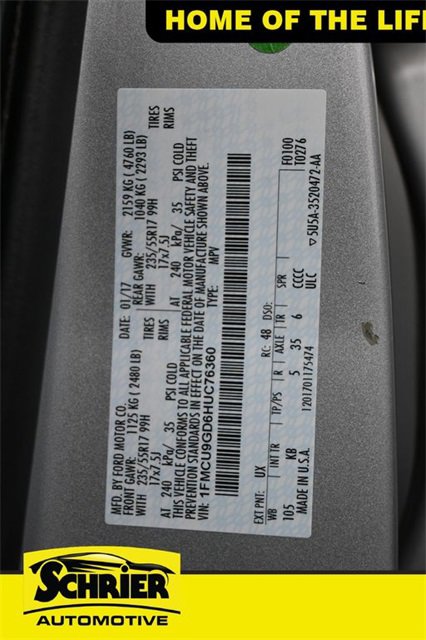 HOME OF THE LIF
MFD. BY FORD MOTOR CO.
DATE: 01/17 GVWR: 2159 KG ( 4760 LB)
FRONT GAWR: 1125 KG ( 2480 LB) REAR GAWR: 1040 KG ( 2293 LB)
WITH 235/55R17 99H TIRES WITH 235/55R17 99H TIRES
17x7.5J RIMS 17x7.5J RIMS
AT 240 kPa/ 35 PSI COLD AT 240 kPa/ 35 PSI COLD
THIS VEHICLE CONFORMS TO ALL APPLICABLE FEDERAL MOTOR VEHICLE SAFETY AND THEFT
PREVENTION STANDARDS IN EFFECT ON THE DATE OF MANUFACTURE SHOWN ABOVE.
VIN: 1FMCU9GD6HUC76360 TYPE: MPV
F0100
T0276
EXT PNT: UX RC: 48 DSO:
WB INT TR TP/PS R AXLE TR SPR
105 KB 5 35 6 CCCC
MADE IN U.S.A. ULC
1201701175474 ▽5U5A-3520472-AA
SCHRIER
AUTOMOTIVE